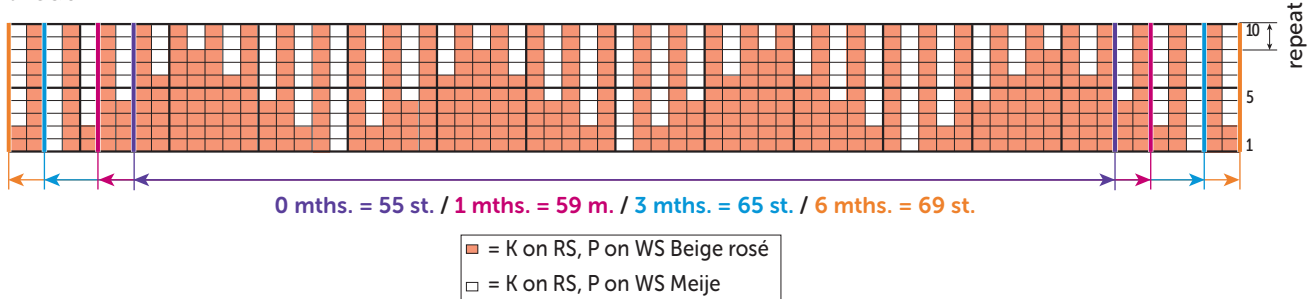 10
repeat
5
1
0 mths. = 55 st. / 1 mths. = 59 m. / 3 mths. = 65 st. / 6 mths. = 69 st.
= K on RS, P on WS Beige rosé
= K on RS, P on WS Meije